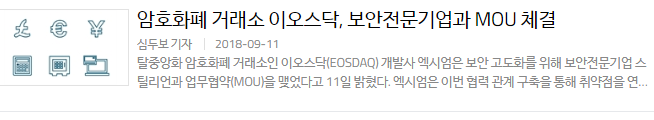 암호화폐 거래소 이오스닥, 보안전문기업과 MOU 체결
심두보 기자 | 2018-09-11
탈중앙화 암호화폐 거래소인 이오스닥(EOSDAQ) 개발사 엑시엄은 보안 고도화를 위해 보안전문기업 스
틸리언과 업무협약(MOU)을 맺었다고 11일 밝혔다. 엑시엄은 이번 협력 관계 구축을 통해 취약점을 연...